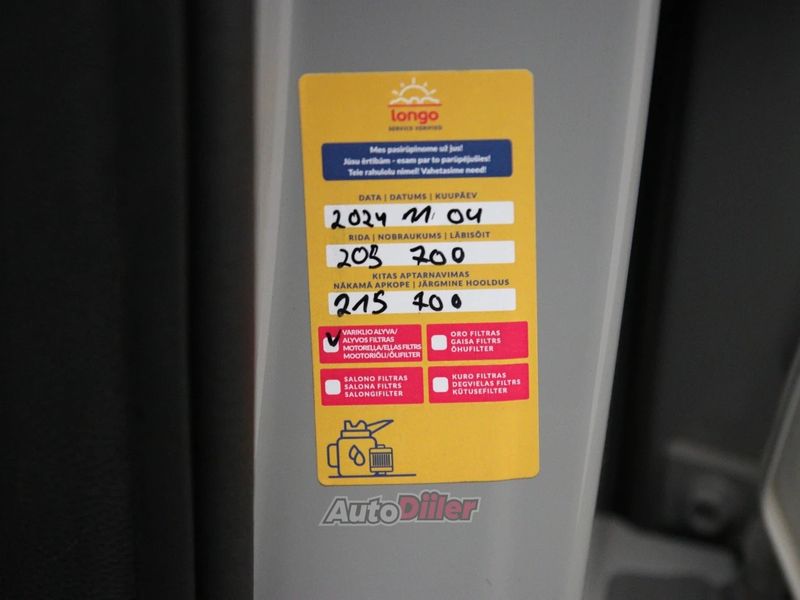 longo
SERVICE VERIFIED
Mes pasirūpinome už jus!
Jūsu ērtībām - esam par to parūpējušies!
Teie rahulolu nimel! Vahetasime need!
DATA | DATUMS | KUUPÄEV
2024 11 04
RIDA | NOBRAUKUMS | LÄBISÕIT
205 700
KITAS APTARNAVIMAS
NĀKAMĀ APKOPE | JÄRGMINE HOOLDUS
215 700
VARIKLIO ALYVA/
ALYVOS FILTRAS
MOTOREĻĻA/EĻĻAS FILTRS
MOOTORIÕLI/ÕLIFILTER
ORO FILTRAS
GAISA FILTRS
ÕHUFILTER
SALONO FILTRAS
SALONA FILTRS
SALONGIFILTER
KURO FILTRAS
DEGVIELAS FILTRS
KÜTUSEFILTER
AutoDiiler